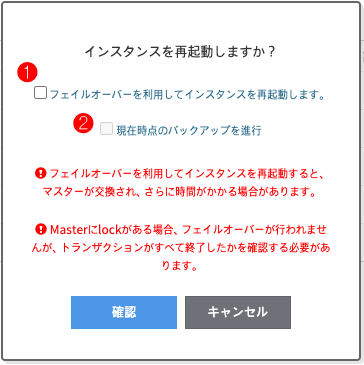 インスタンスを再起動しますか？
1
フェイルオーバーを利用してインスタンスを再起動します。
2
現在時点のバックアップを進行
フェイルオーバーを利用してインスタンスを再起動すると、
マスターが交換され、さらに時間がかかる場合があります。
Masterにlockがある場合、フェイルオーバーが行われませ
んが、トランザクションがすべて終了したかを確認する必要があ
ります。
確認
キャンセル